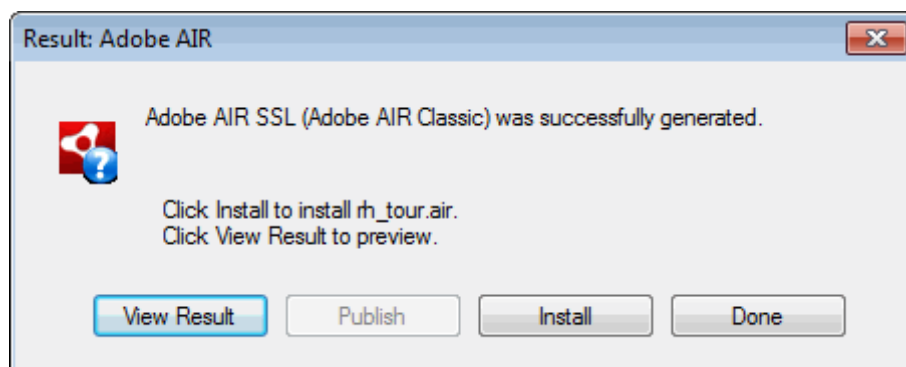 Result: Adobe AIR
Adobe AIR SSL (Adobe AIR Classic) was successfully generated.
Click Install to install rh_tour.air.
Click View Result to preview.
View Result Publish Install Done